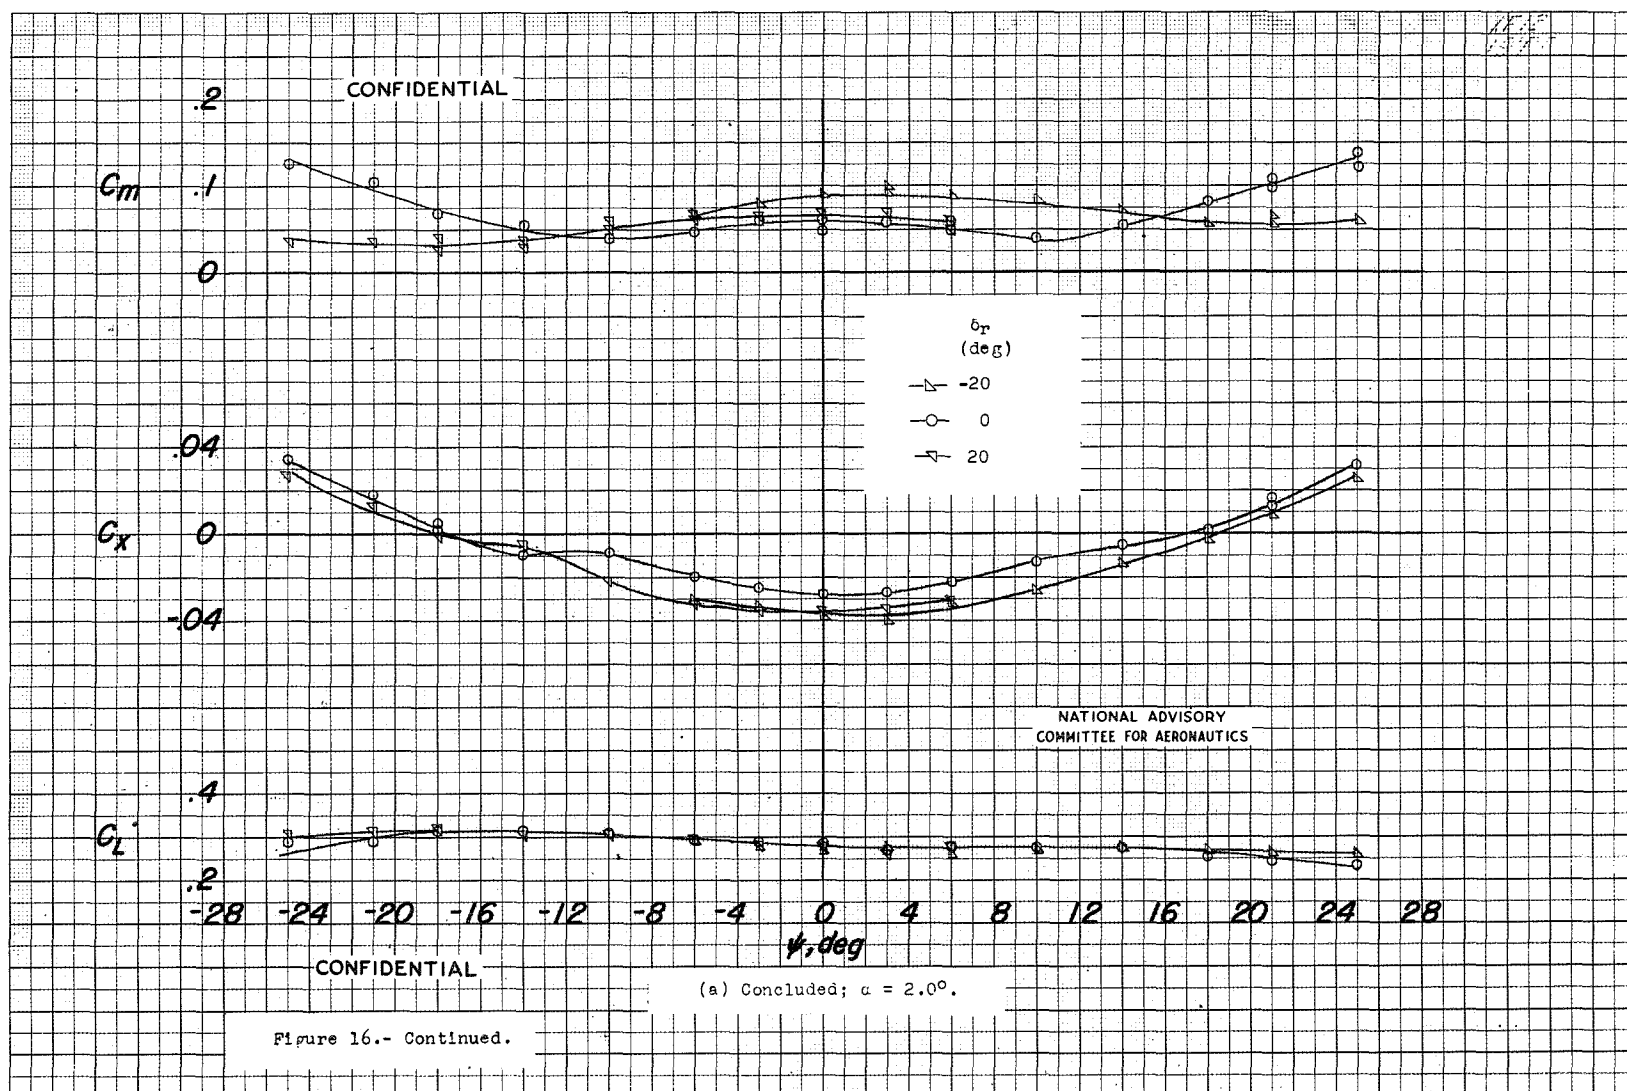 CONFIDENTIAL
.2
Cm .1
0
δr
(deg)
-20
0
20
.04
Cx 0
-.04
NATIONAL ADVISORY
COMMITTEE FOR AERONAUTICS
.4
CL
.2
-28 -24 -20 -16 -12 -8 -4 0 4 8 12 16 20 24 28
ψ, deg
CONFIDENTIAL
(a) Concluded; α = 2.0°.
Figure 16.- Continued.